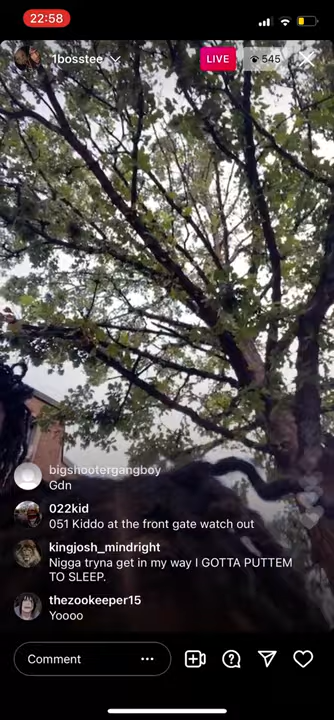 22:58
1bosstee
LIVE
545
bigshootergangboy
Gdn
022kid
051 Kiddo at the front gate watch out
kingjosh_mindright
Nigga tryna get in my way I GOTTA PUTTEM
TO SLEEP.
thezookeeper15
Yoooo
Comment